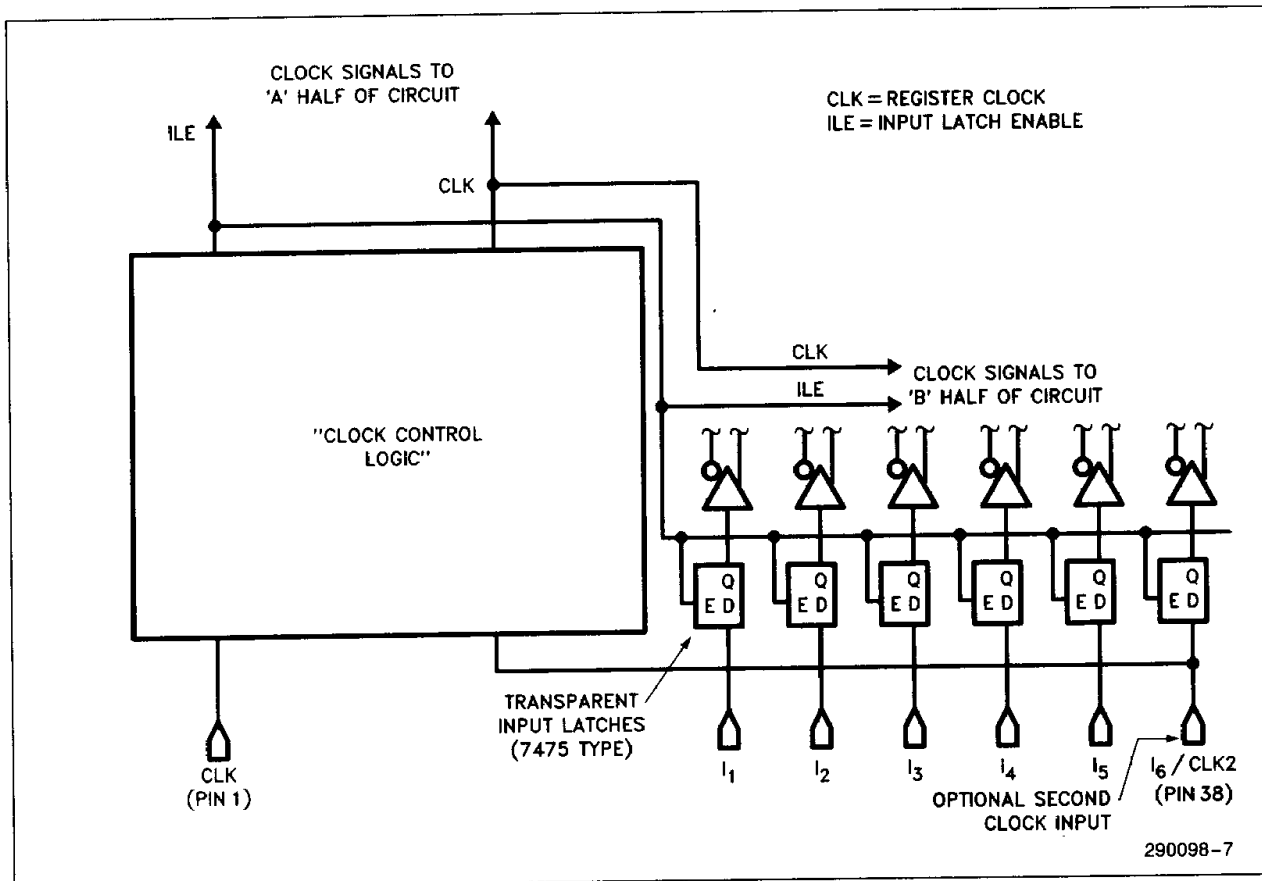 CLOCK SIGNALS TO
'A' HALF OF CIRCUIT
CLK = REGISTER CLOCK
ILE = INPUT LATCH ENABLE
ILE
CLK
CLK
ILE
CLOCK SIGNALS TO
'B' HALF OF CIRCUIT
"CLOCK CONTROL
LOGIC"
Q Q Q Q Q Q
E D E D E D E D E D E D
TRANSPARENT
INPUT LATCHES
(7475 TYPE)
CLK
(PIN 1)
I1 I2 I3 I4 I5 I6 / CLK2
(PIN 38)
OPTIONAL SECOND
CLOCK INPUT
290098-7